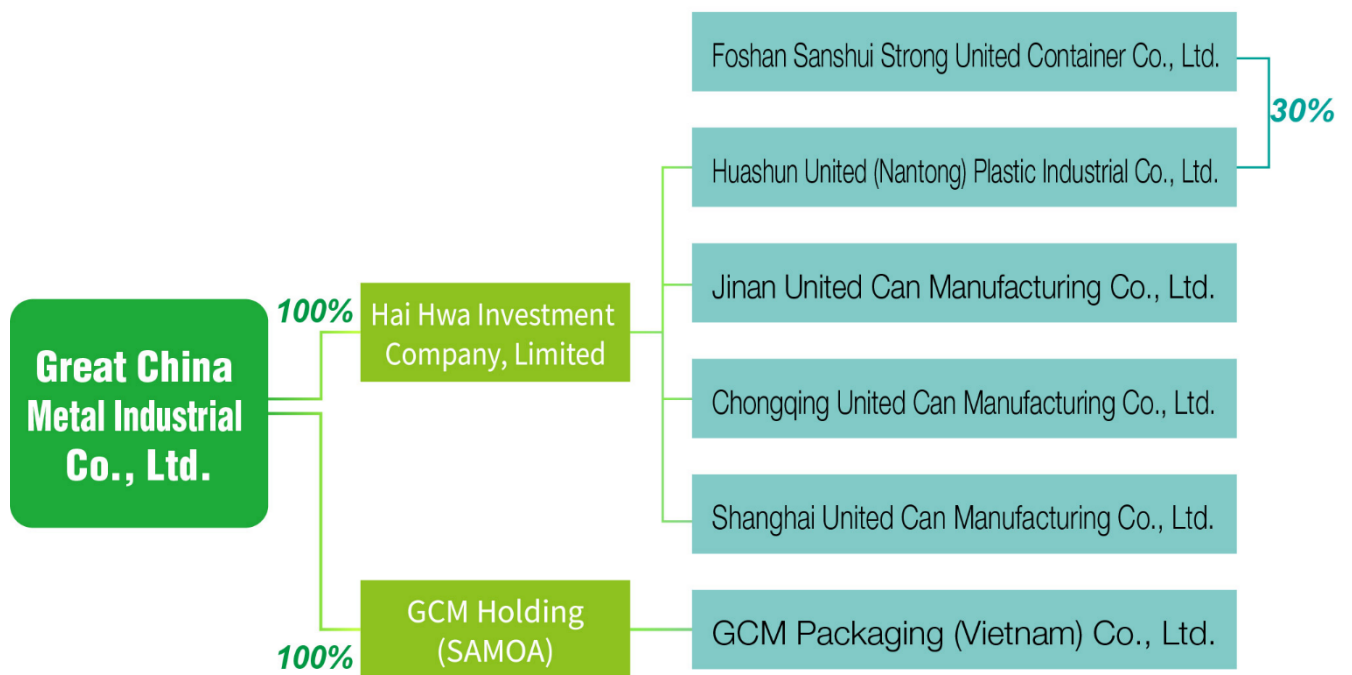 Great China
Metal Industrial
Co., Ltd.
100%
Hai Hwa Investment
Company, Limited
100%
GCM Holding
(SAMOA)
Foshan Sanshui Strong United Container Co., Ltd.
Huashun United (Nantong) Plastic Industrial Co., Ltd.
30%
Jinan United Can Manufacturing Co., Ltd.
Chongqing United Can Manufacturing Co., Ltd.
Shanghai United Can Manufacturing Co., Ltd.
GCM Packaging (Vietnam) Co., Ltd.